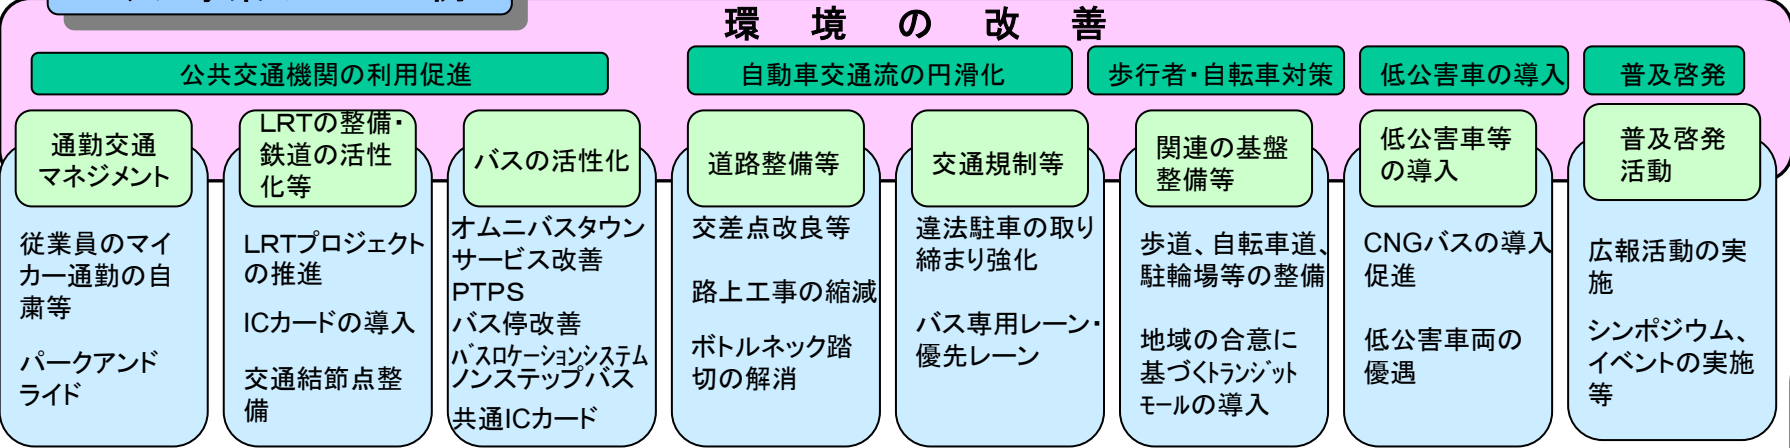 環境の改善
公共交通機関の利用促進
自動車交通流の円滑化
歩行者・自転車対策
低公害車の導入
普及啓発
通勤交通
マネジメント
従業員のマイ
カー通勤の自
粛等
パークアンド
ライド
LRTの整備・
鉄道の活性
化等
LRTプロジェクト
の推進
ICカードの導入
交通結節点整
備
バスの活性化
オムニバスタウン
サービス改善
PTPS
バス停改善
ﾊﾞｽﾛｹｰｼｮﾝｼｽﾃﾑ
ノンステップバス
共通ICカード
道路整備等
交差点改良等
路上工事の縮減
ボトルネック踏
切の解消
交通規制等
違法駐車の取り
締まり強化
バス専用レーン・
優先レーン
関連の基盤
整備等
歩道、自転車道、
駐輪場等の整備
地域の合意に
基づくﾄﾗﾝｼﾞｯﾄ
ﾓｰﾙの導入
低公害車等
の導入
CNGバスの導入
促進
低公害車両の
優遇
普及啓発
活動
広報活動の実
施
シンポジウム、
イベントの実施
等